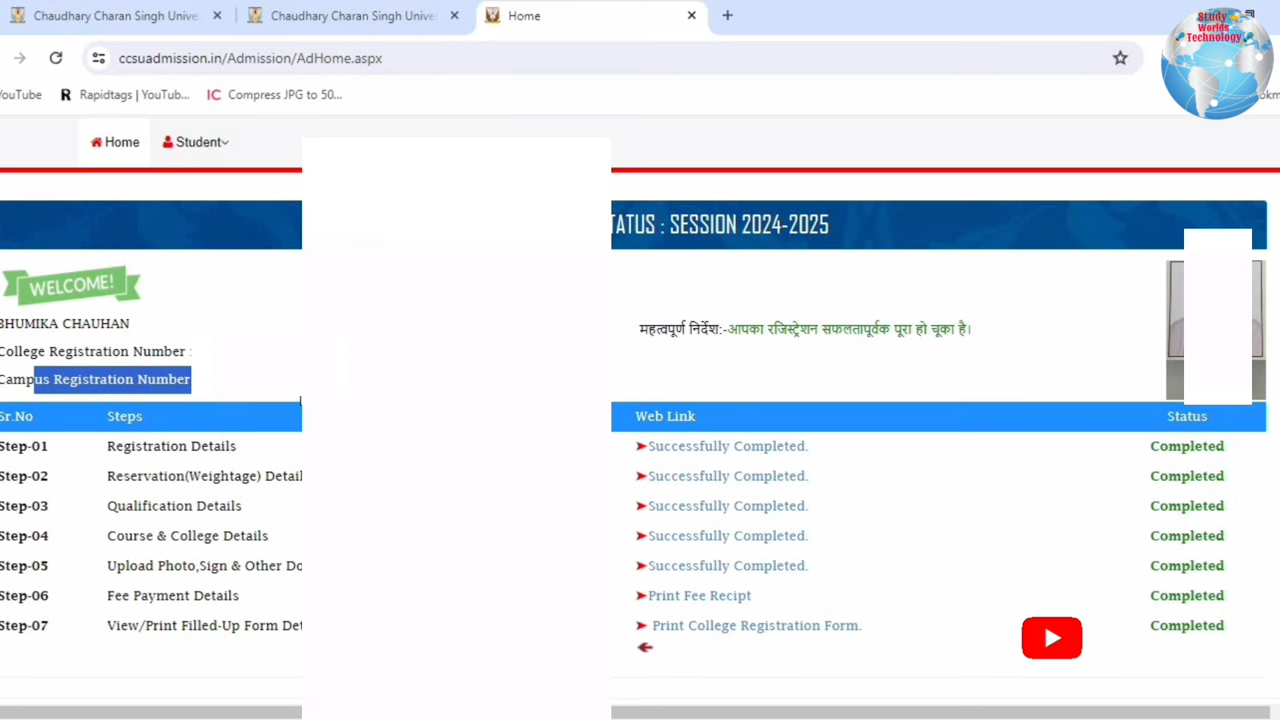 Chaudhary Charan Singh Unive
Chaudhary Charan Singh Unive
Home
Study
Worlds
Technology
ccsuadmission.in/Admission/AdHome.aspx
ouTube
Rapidtags | YouTub...
IC Compress JPG to 50...
okm
Home
Student
TATUS : SESSION 2024-2025
WELCOME!
BHUMIKA CHAUHAN
महत्वपूर्ण निर्देश:-आपका रजिस्ट्रेशन सफलतापूर्वक पूरा हो चूका है।
College Registration Number :
Campus Registration Number
Sr.No Steps Web Link Status
Step-01 Registration Details Successfully Completed. Completed
Step-02 Reservation(Weightage) Detail Successfully Completed. Completed
Step-03 Qualification Details Successfully Completed. Completed
Step-04 Course & College Details Successfully Completed. Completed
Step-05 Upload Photo,Sign & Other Do Successfully Completed. Completed
Step-06 Fee Payment Details Print Fee Recipt Completed
Step-07 View/Print Filled-Up Form Det Print College Registration Form. Completed